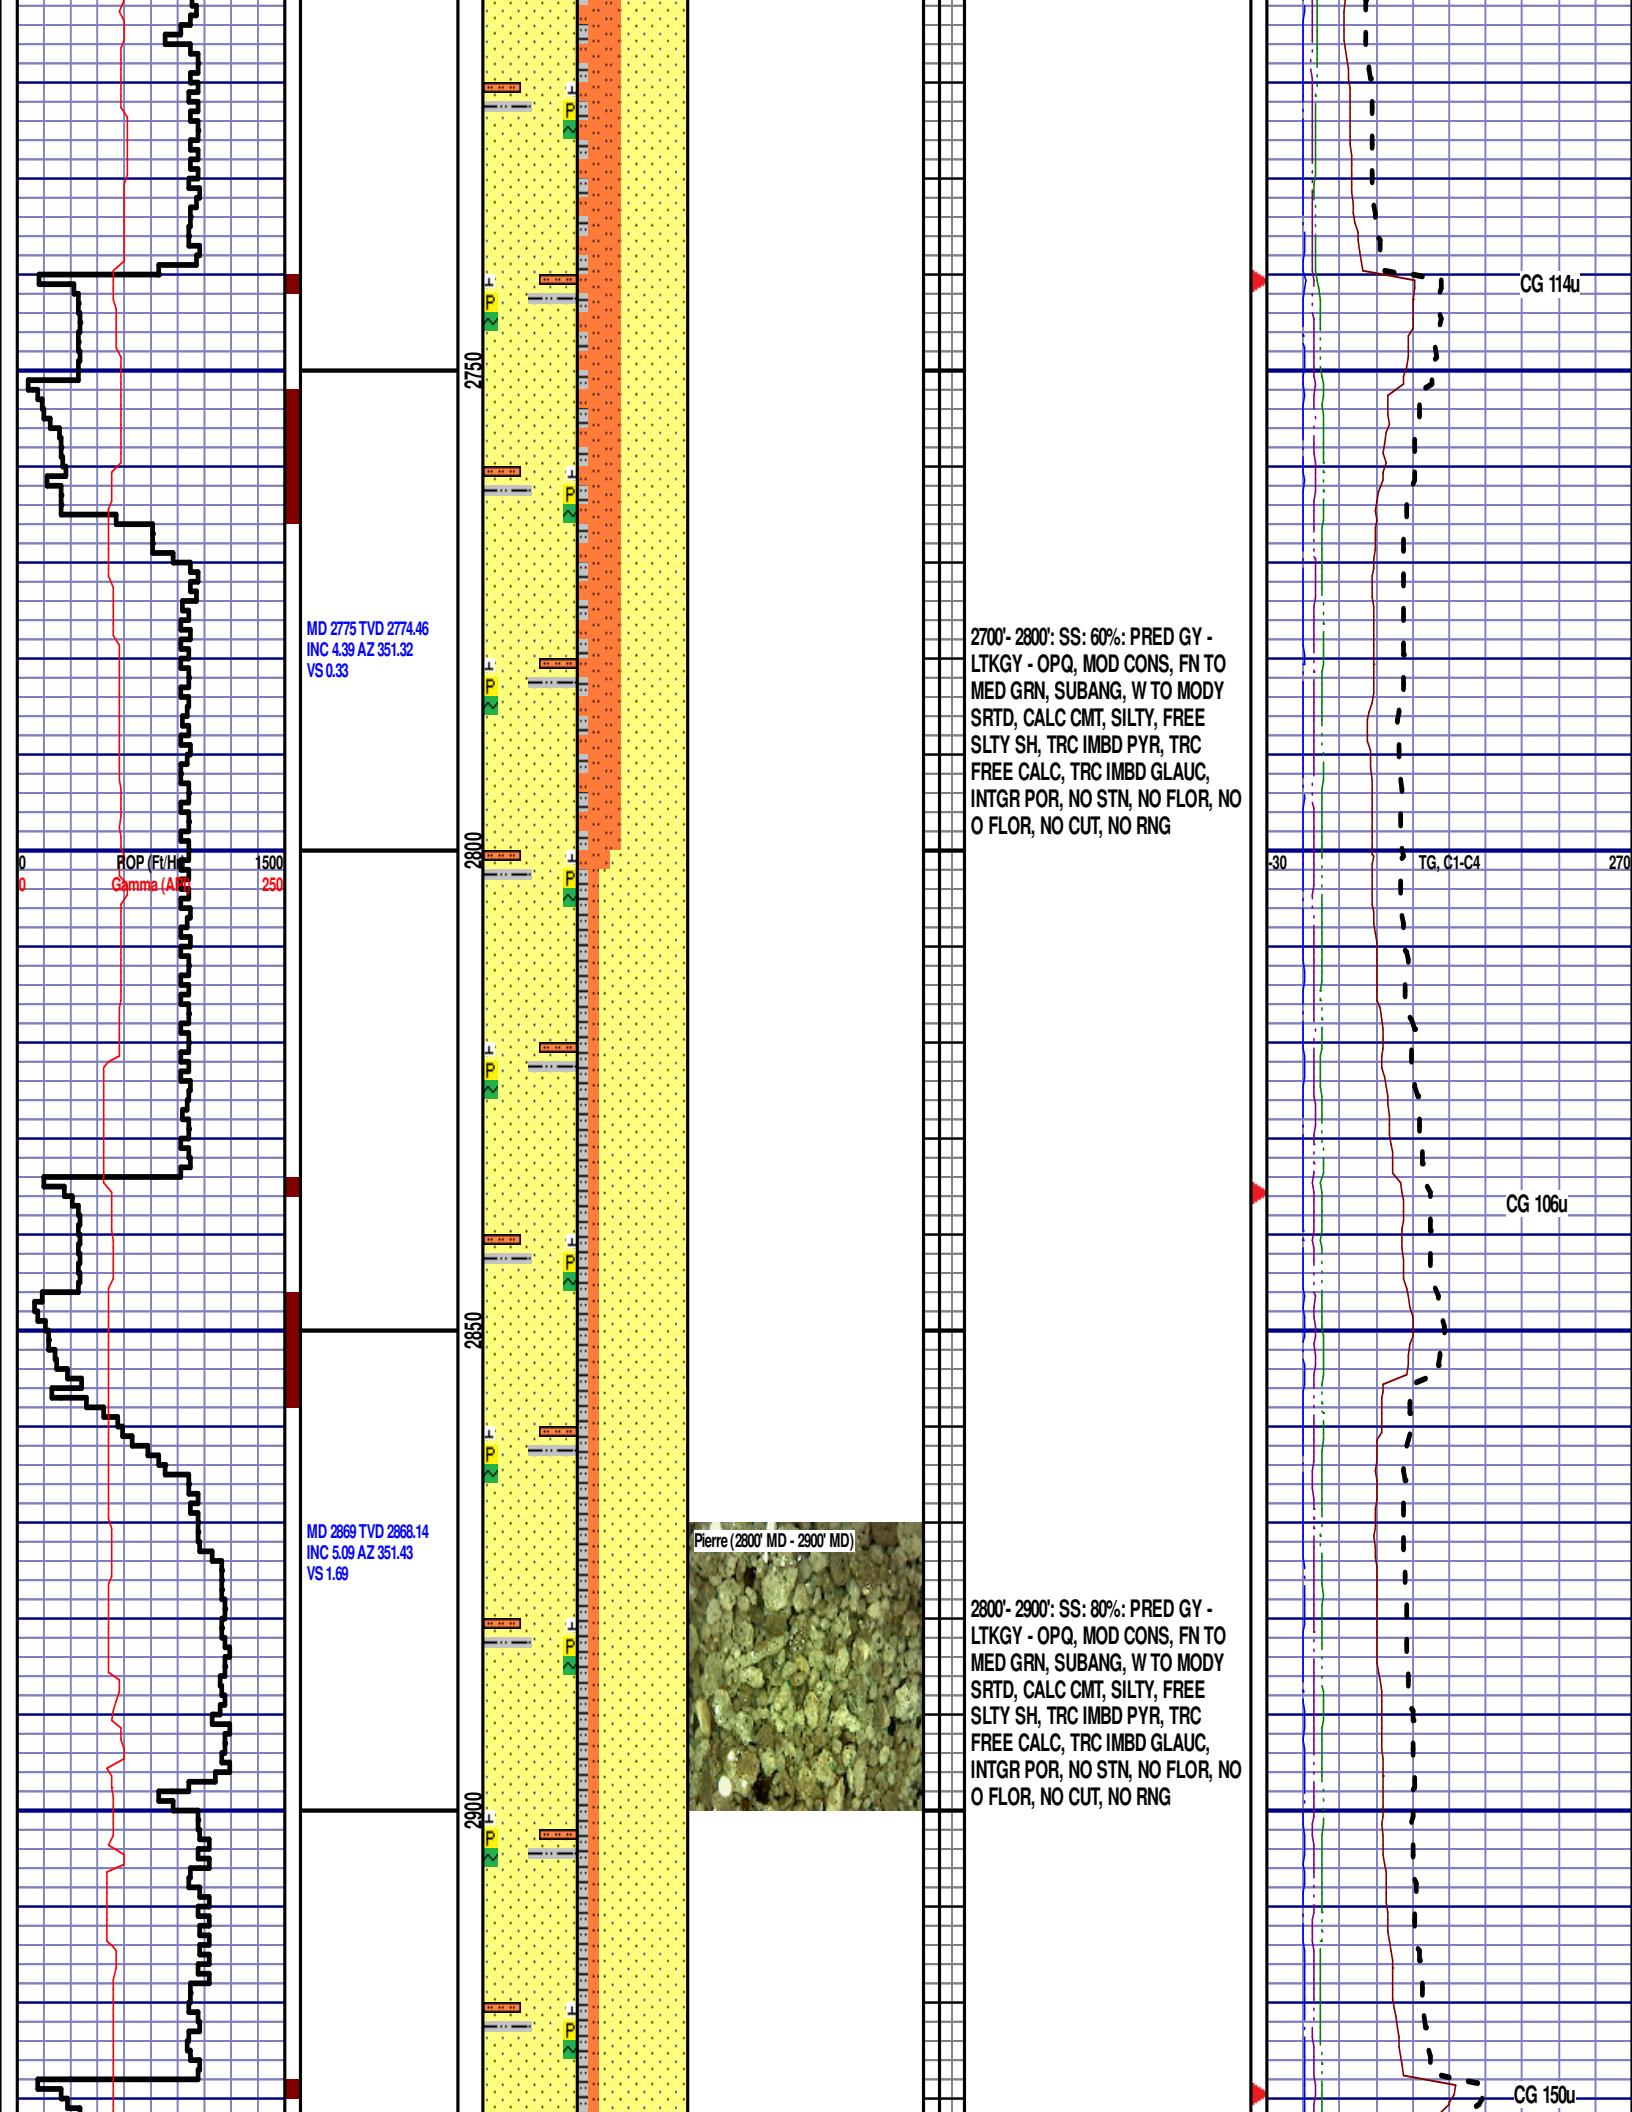 CG 114u
2750
MD 2775 TVD 2774.46
INC 4.39 AZ 351.32
VS 0.33
2700'- 2800': SS: 60%: PRED GY -
LTKGY - OPQ, MOD CONS, FN TO
MED GRN, SUBANG, W TO MODY
SRTD, CALC CMT, SILTY, FREE
SLTY SH, TRC IMBD PYR, TRC
FREE CALC, TRC IMBD GLAUC,
INTGR POR, NO STN, NO FLOR, NO
O FLOR, NO CUT, NO RNG
2800
0 ROP (Ft/H 1500
0 Gamma (AP 250
-30 TG, C1-C4 270
CG 106u
2850
MD 2869 TVD 2868.14
INC 5.09 AZ 351.43
VS 1.69
Pierre (2800' MD - 2900' MD)
2800'- 2900': SS: 80%: PRED GY -
LTKGY - OPQ, MOD CONS, FN TO
MED GRN, SUBANG, W TO MODY
SRTD, CALC CMT, SILTY, FREE
SLTY SH, TRC IMBD PYR, TRC
FREE CALC, TRC IMBD GLAUC,
INTGR POR, NO STN, NO FLOR, NO
O FLOR, NO CUT, NO RNG
2900
CG 150u
P
P
P
P
P
P
P
P
P
P
P